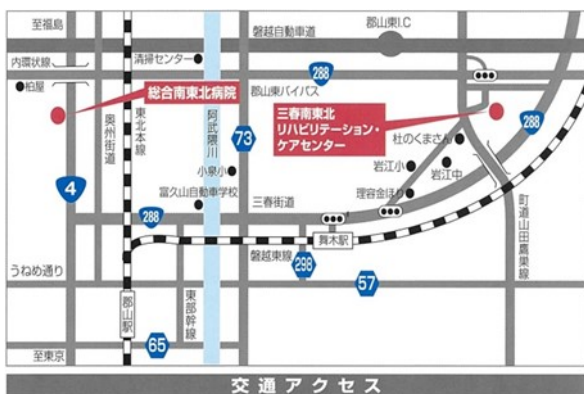 至福島
磐越自動車道
郡山東I.C
内環状線
清掃センター
288
柏屋
総合南東北病院
郡山東バイパス
三春南東北
リハビリテーション・
ケアセンター
288
奥州街道
東北本線
阿武隈川
73
杜のくまさん
小泉小
岩江小
岩江中
4
富久山自動車学校
三春街道
理容金ほり
288
町道山田鷹巣線
舞木駅
磐越東線
うねめ通り
298
57
郡山駅
東部幹線
65
至東京
交通アクセス